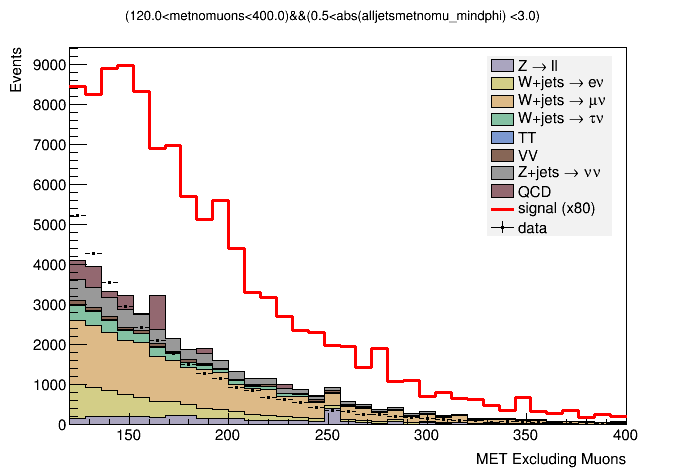 (120.0<metnomuons<400.0)&&(0.5<abs(alljetsmetnomu_mindphi) <3.0)
Events
9000
8000
7000
6000
5000
4000
3000
2000
1000
0
Z → ll
W+jets → eν
W+jets → μν
W+jets → τν
TT
VV
Z+jets → νν
QCD
signal (x80)
data
150 200 250 300 350 400
MET Excluding Muons